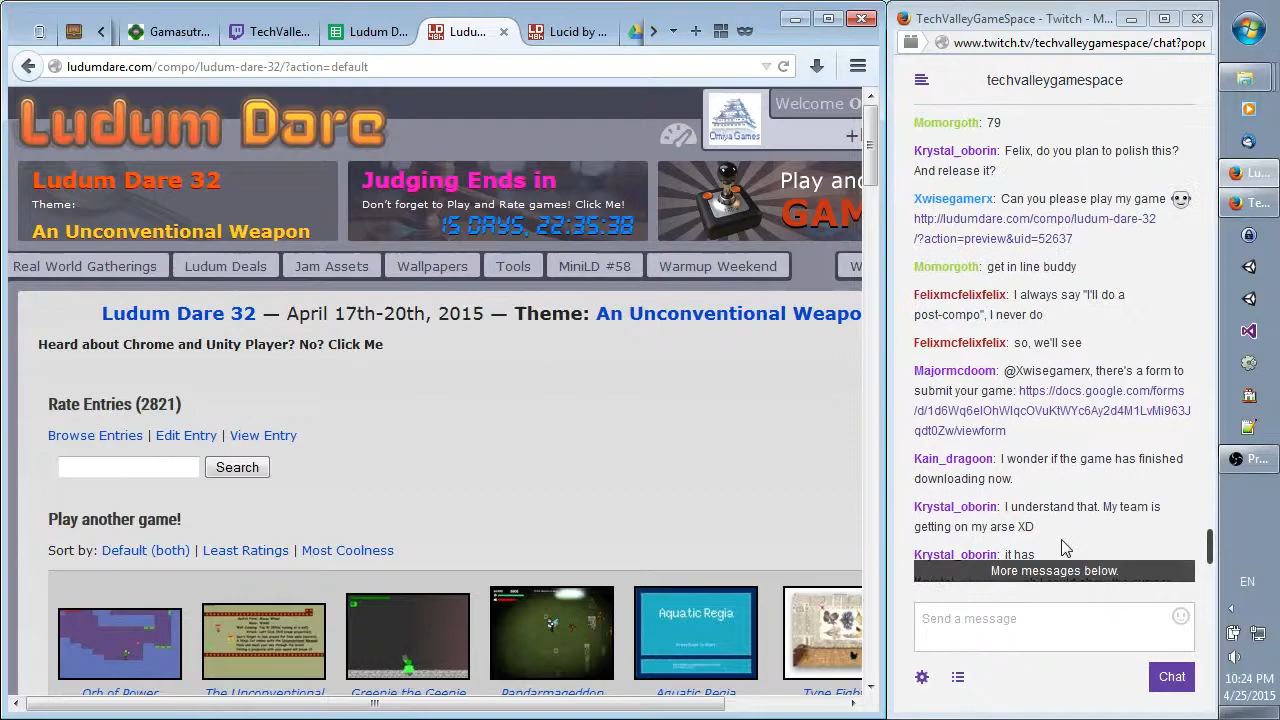 Gamasutr...
TechValle...
Ludum D...
Ludu...
Lucid by ...
ludumdare.com/compo/ludum-dare-32/?action=default
Ludum Dare
Omiya Games
Welcome O
Ludum Dare 32
Theme:
An Unconventional Weapon
Judging Ends in
Don't forget to Play and Rate games! Click Me!
15 DAYS, 22:35:38
Play and
GAM
Real World Gatherings
Ludum Deals
Jam Assets
Wallpapers
Tools
MiniLD #58
Warmup Weekend
W
Ludum Dare 32 — April 17th-20th, 2015 — Theme: An Unconventional Weapo
Heard about Chrome and Unity Player? No? Click Me
Rate Entries (2821)
Browse Entries | Edit Entry | View Entry
Search
Play another game!
Sort by: Default (both) | Least Ratings | Most Coolness
Aquatic Regia
Orb of Power
The Unconventional
Greenie the Geenie
Pandarmageddon
Aquatic Regia
Type Fight
TechValleyGameSpace - Twitch - M...
www.twitch.tv/techvalleygamespace/chat?popo
techvalleygamespace
Momorgoth: 79
Krystal_oborin: Felix, do you plan to polish this?
And release it?
Xwisegamerx: Can you please play my game
http://ludumdare.com/compo/ludum-dare-32
/?action=preview&uid=52637
Momorgoth: get in line buddy
Felixmcfelixfelix: I always say "I'll do a
post-compo", I never do
Felixmcfelixfelix: so, we'll see
Majormcdoom: @Xwisegamerx, there's a form to
submit your game: https://docs.google.com/forms
/d/1d6Wq6eIOhWIqcOVuKtWYc6Ay2d4M1LvMi963J
qdt0Zw/viewform
Kain_dragoon: I wonder if the game has finished
downloading now.
Krystal_oborin: I understand that. My team is
getting on my arse XD
Krystal_oborin: it has
More messages below.
Send a message
Chat
Lu...
Te...
Pr...
EN
10:24 PM
4/25/2015